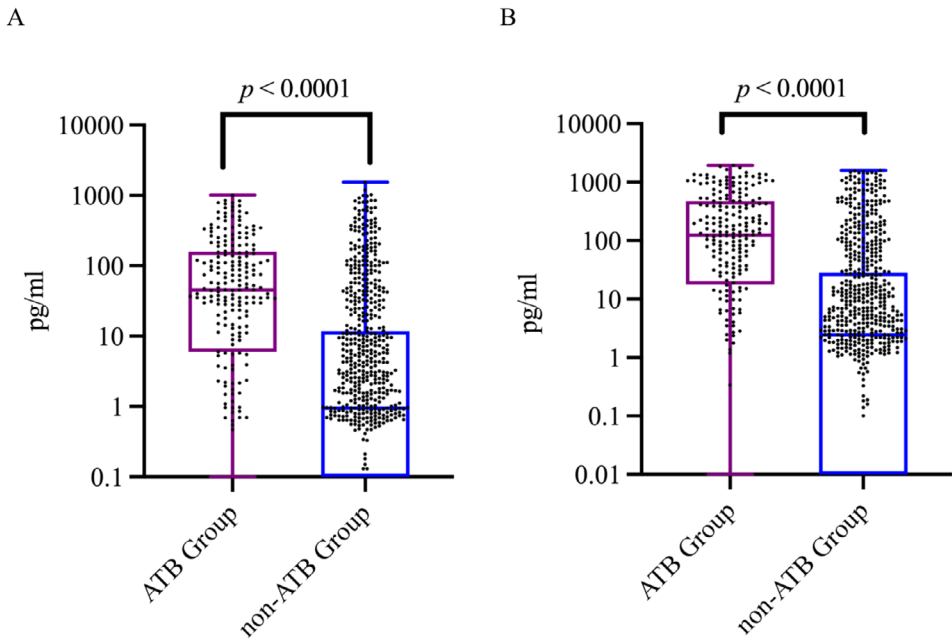 A
p < 0.0001
10000
1000
100
10
1
0.1
pg/ml
ATB Group
non-ATB Group
B
p < 0.0001
10000
1000
100
10
1
0.1
0.01
pg/ml
ATB Group
non-ATB Group